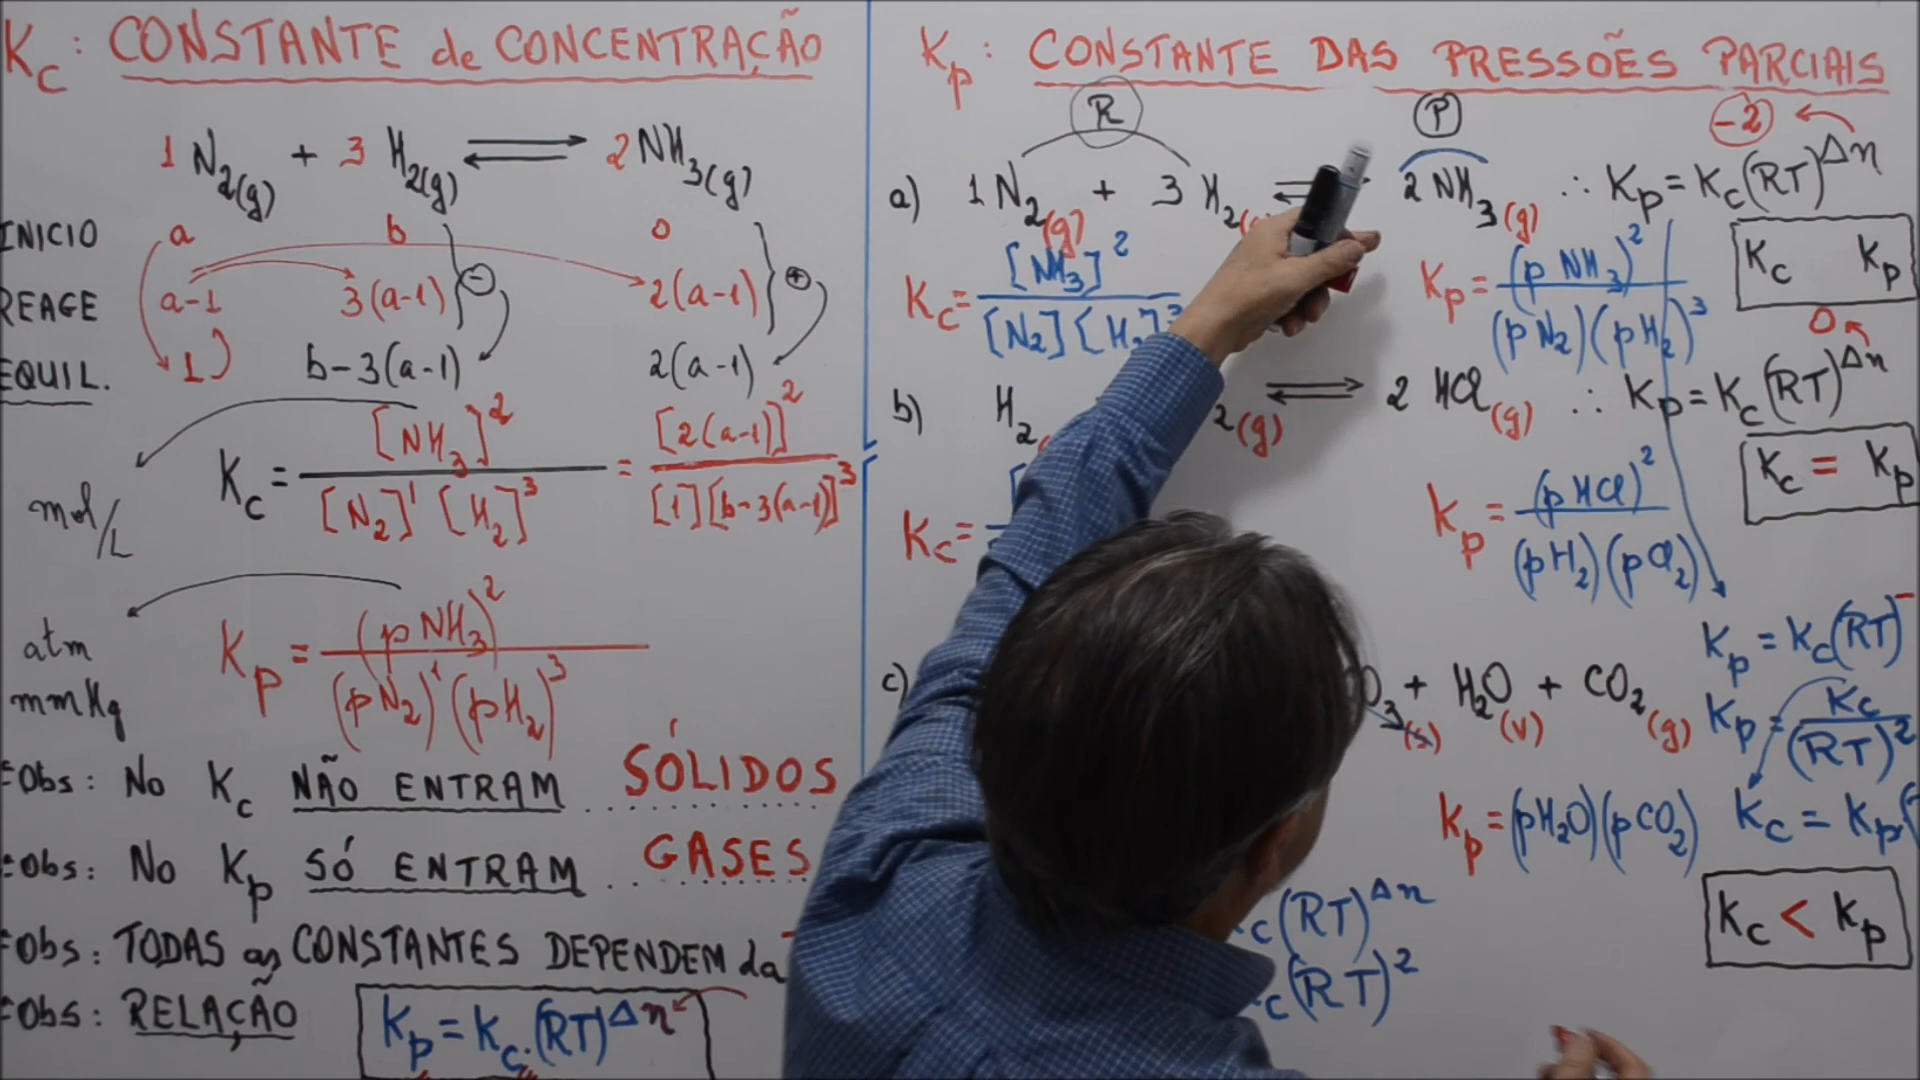 Kc: CONSTANTE de CONCENTRAÇÃO
1 N2(g) + 3 H2(g) ⇌ 2 NH3(g)
INICIO a b 0
REAGE a-1 3(a-1) 2(a-1)
EQUIL. 1 b-3(a-1) 2(a-1)
⊖ ⊕
mol/L Kc = [NH3]^2 / [N2]^1 [H2]^3 = [2(a-1)]^2 / [1][b-3(a-1)]^3
atm
mmHg Kp = (pNH3)^2 / (pN2)^1 (pH2)^3
Obs: No Kc NÃO ENTRAM ... SÓLIDOS
Obs: No Kp SÓ ENTRAM ... GASES
Obs: TODAS as CONSTANTES DEPENDEM da
Obs: RELAÇÃO Kp = Kc.(RT)^Δn
Kp: CONSTANTE DAS PRESSÕES PARCIAIS
R P -2
a) 1 N2(g) + 3 H2( ⇌ 2 NH3(g) ∴ Kp = Kc(RT)^Δn
Kc = [NH3]^2 / [N2][H2]^3 Kp = (pNH3)^2 / (pN2)(pH2)^3
Kc Kp
0
b) H2 2(g) ⇌ 2 HCl(g) ∴ Kp = Kc(RT)^Δn
Kc = Kp = (pHCl)^2 / (pH2)(pCl2)
Kc = Kp
Kp = Kc(RT)^-
Kp = Kc / (RT)^2
Kc = Kp(
c) O3(s) + H2O(v) + CO2(g)
Kp = (pH2O)(pCO2)
c(RT)^Δn
c(RT)^2
Kc < Kp